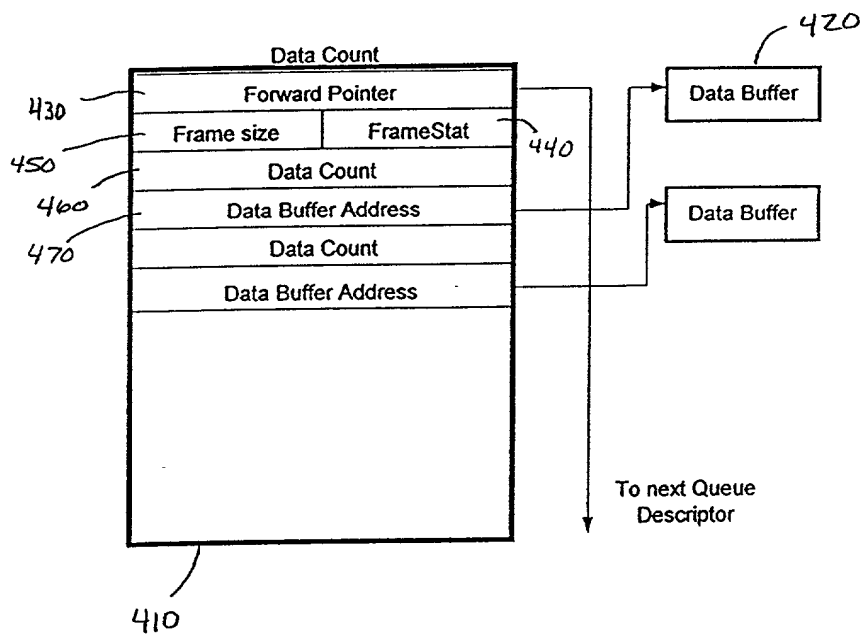 420
Data Count
430 Forward Pointer Data Buffer
450 Frame size FrameStat 440
460 Data Count
470 Data Buffer Address Data Buffer
Data Count
Data Buffer Address
To next Queue
Descriptor
410